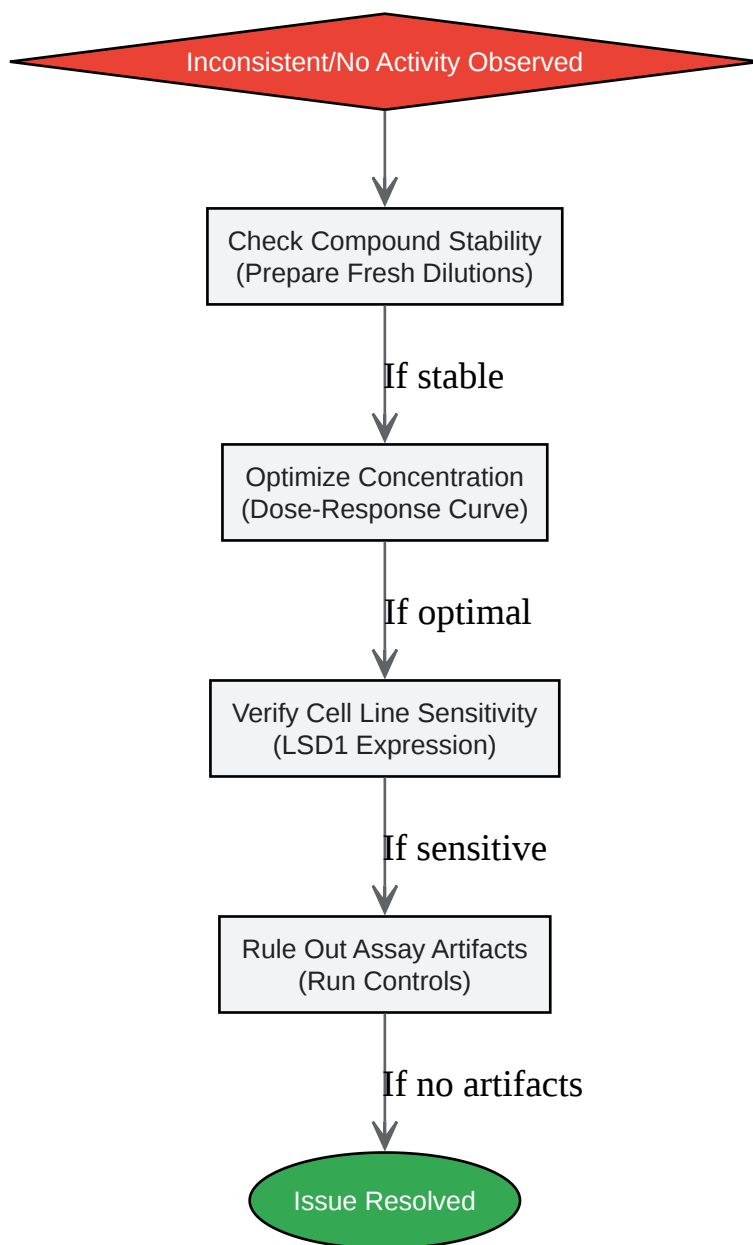 Inconsistent/No Activity Observed
Check Compound Stability
(Prepare Fresh Dilutions)
If stable
Optimize Concentration
(Dose-Response Curve)
If optimal
Verify Cell Line Sensitivity
(LSD1 Expression)
If sensitive
Rule Out Assay Artifacts
(Run Controls)
If no artifacts
Issue Resolved